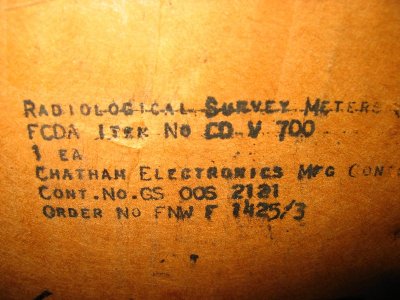 RADIOLOGICAL SURVEY METERS
FCDA ITEM NO CD V 700
1 EA
CHATHAM ELECTRONICS MFG CONT
CONT. NO. GS 00S 2121
ORDER NO FNW F 1425/3